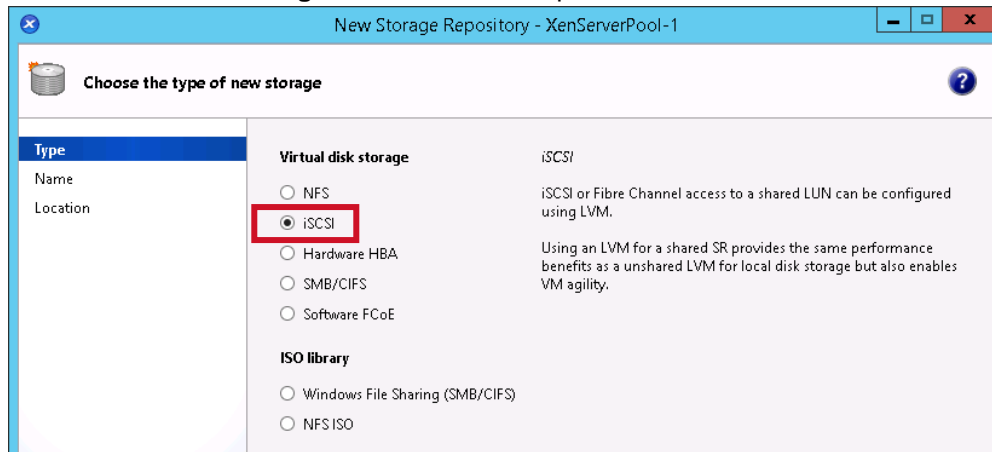 New Storage Repository - XenServerPool-1
Choose the type of new storage
Type
Name
Location
Virtual disk storage
NFS
iSCSI
Hardware HBA
SMB/CIFS
Software FCoE
ISO library
Windows File Sharing (SMB/CIFS)
NFS ISO
iSCSI
iSCSI or Fibre Channel access to a shared LUN can be configured
using LVM.
Using an LVM for a shared SR provides the same performance
benefits as a unshared LVM for local disk storage but also enables
VM agility.